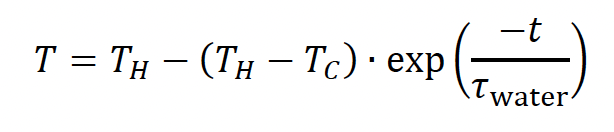 T = T_H − (T_H − T_C) · exp(−t / τ_water)